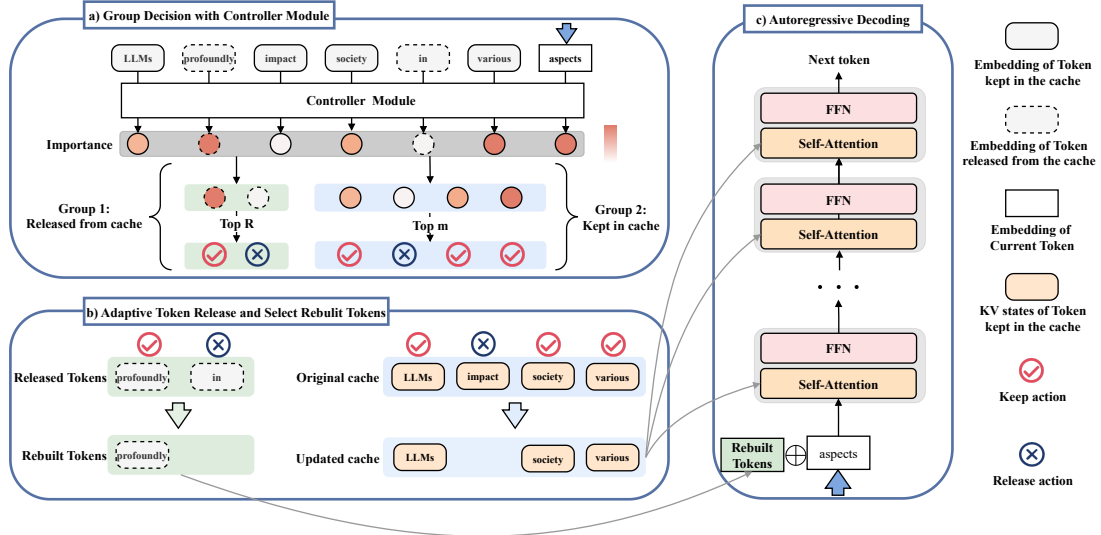 a) Group Decision with Controller Module
LLMs
profoundly
impact
society
in
various
aspects
Controller Module
Importance
Group 1:
Released from cache
Top R
Top m
Group 2:
Kept in cache
b) Adaptive Token Release and Select Rebulit Tokens
Released Tokens
profoundly
in
Original cache
LLMs
impact
society
various
Rebuilt Tokens
profoundly
Updated cache
LLMs
society
various
c) Autoregressive Decoding
Next token
FFN
Self-Attention
FFN
Self-Attention
· · ·
FFN
Self-Attention
Rebuilt
Tokens
aspects
Embedding of Token
kept in the cache
Embedding of Token
released from the cache
Embedding of
Current Token
KV states of Token
kept in the cache
Keep action
Release action